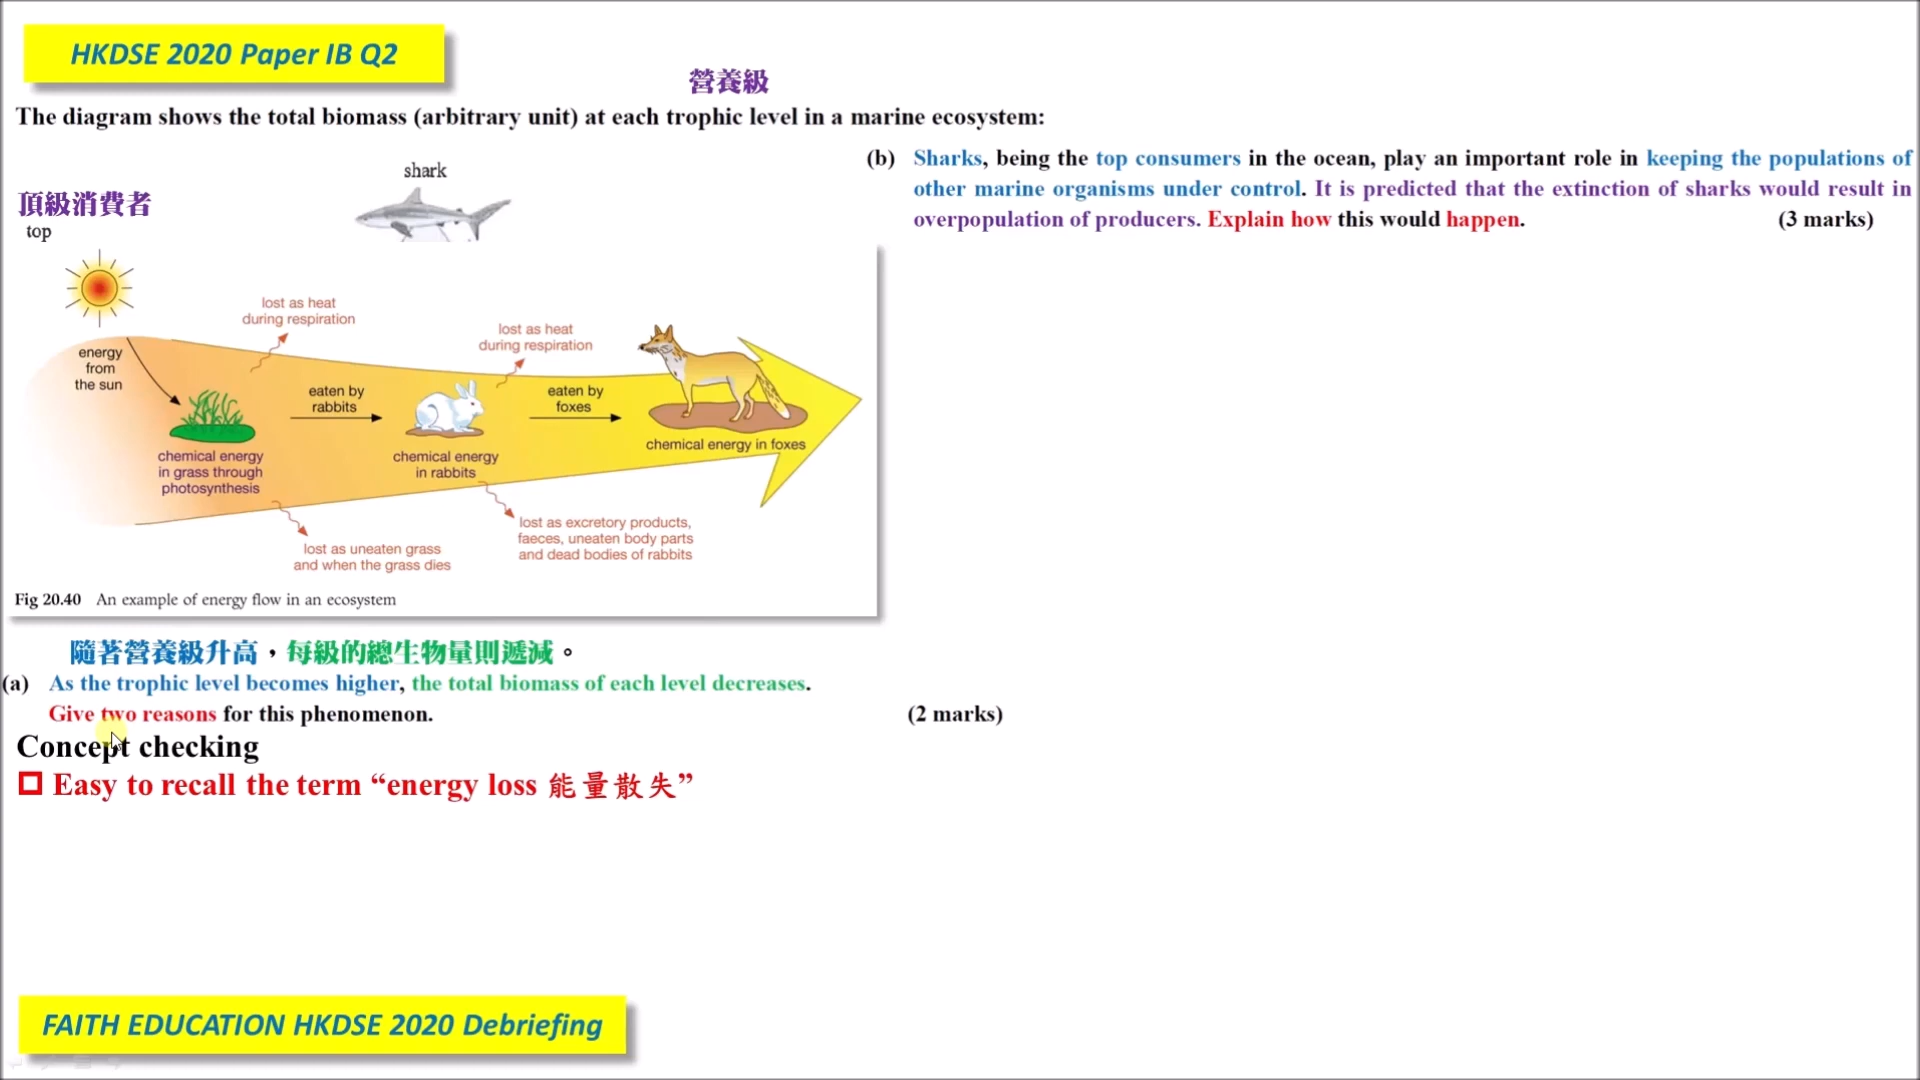 HKDSE 2020 Paper IB Q2
營養級
The diagram shows the total biomass (arbitrary unit) at each trophic level in a marine ecosystem:
shark
頂級消費者
top
energy
from
the sun
lost as heat
during respiration
lost as heat
during respiration
eaten by
rabbits
eaten by
foxes
chemical energy
in grass through
photosynthesis
chemical energy
in rabbits
chemical energy in foxes
lost as uneaten grass
and when the grass dies
lost as excretory products,
faeces, uneaten body parts
and dead bodies of rabbits
Fig 20.40 An example of energy flow in an ecosystem
隨著營養級升高，每級的總生物量則遞減。
(a) As the trophic level becomes higher, the total biomass of each level decreases.
Give two reasons for this phenomenon. (2 marks)
Concept checking
Easy to recall the term “energy loss 能量散失”
(b) Sharks, being the top consumers in the ocean, play an important role in keeping the populations of
other marine organisms under control. It is predicted that the extinction of sharks would result in
overpopulation of producers. Explain how this would happen. (3 marks)
FAITH EDUCATION HKDSE 2020 Debriefing